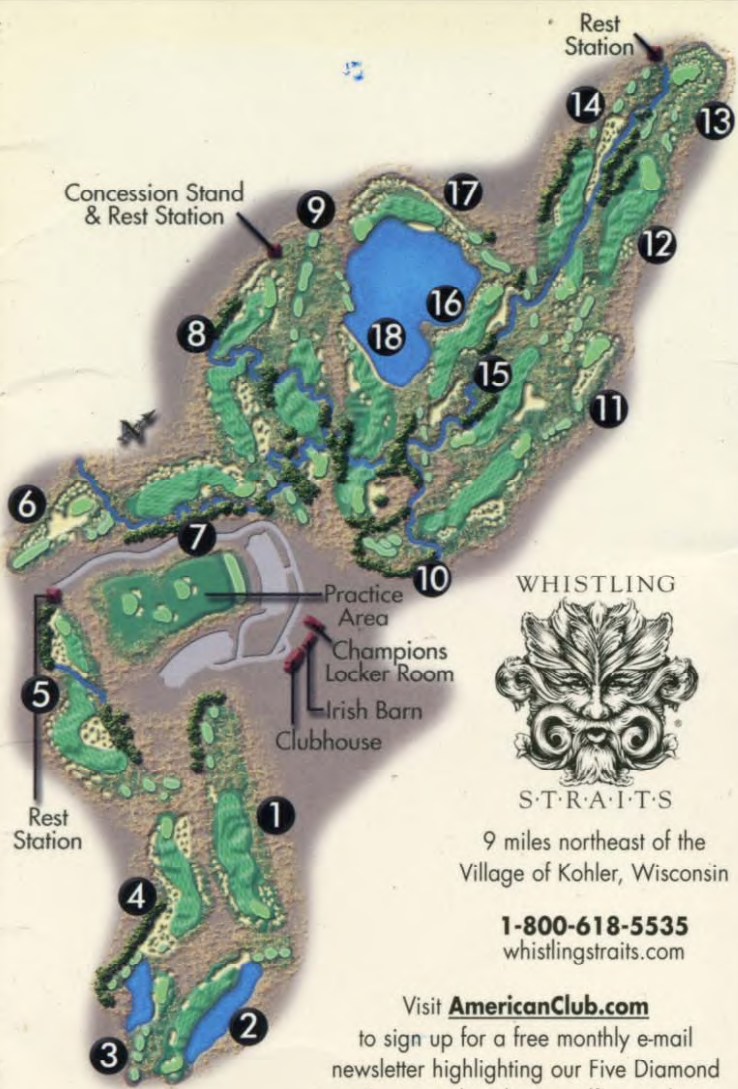 Rest
Station
14
13
Concession Stand
& Rest Station
9
17
12
8
16
18
15
11
N
6
7
10
Practice
Area
Champions
Locker Room
Irish Barn
Clubhouse
5
Rest
Station
1
4
2
3
WHISTLING
®
S·T·R·A·I·T·S
9 miles northeast of the
Village of Kohler, Wisconsin
1-800-618-5535
whistlingstraits.com
Visit AmericanClub.com
to sign up for a free monthly e-mail
newsletter highlighting our Five Diamond